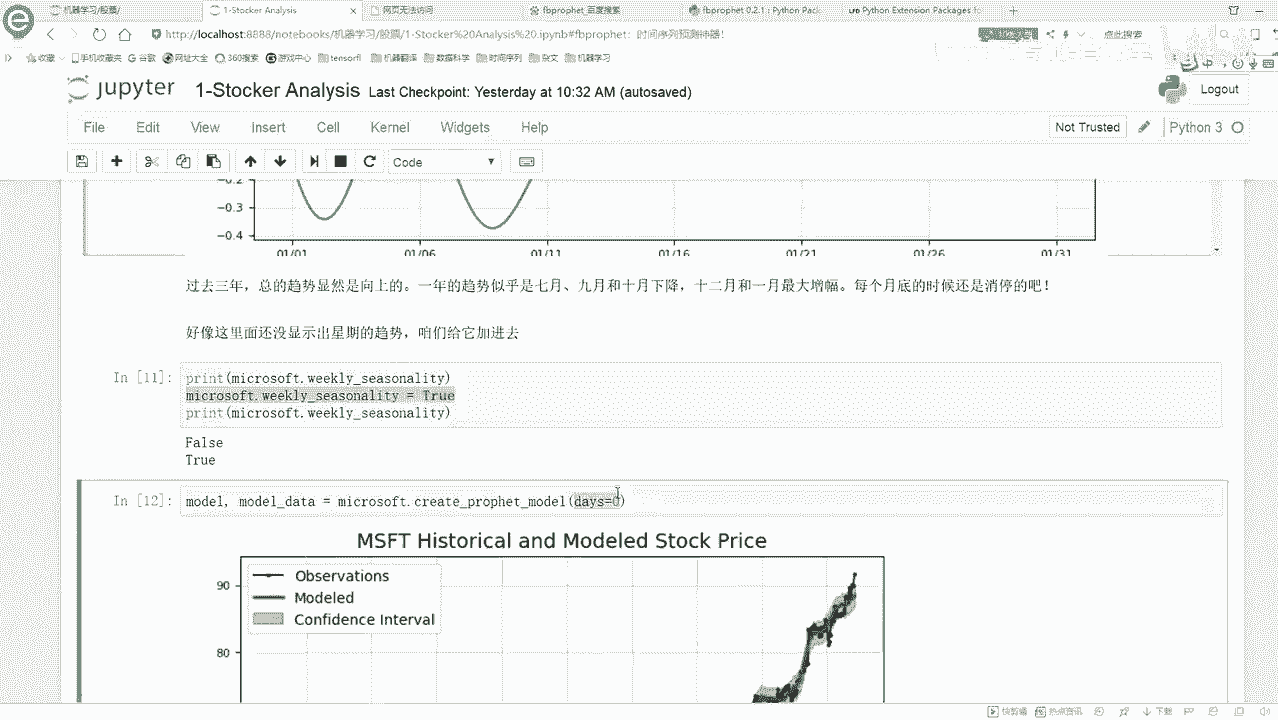 机器学习/股票/
1-Stocker Analysis
网页无法访问
fbprophet_百度搜索
fbprophet 0.2.1 : Python Pack
Python Extension Packages fo
http://localhost:8888/notebooks/机器学习/股票/1-Stocker%20Analysis%20.ipynb#fbprophet：时间序列预测神器！
点此搜索
收藏
手机收藏夹
谷歌
网址大全
360搜索
游戏中心
机器翻译
数据科学
时间序列
杂文
机器学习
jupyter
1-Stocker Analysis
Last Checkpoint: Yesterday at 10:32 AM (autosaved)
Logout
File
Edit
View
Insert
Cell
Kernel
Widgets
Help
Not Trusted
Python 3
Code
−0.2
−0.3
−0.4
01/01
01/06
01/11
01/16
01/21
01/26
01/31
过去三年，总的趋势显然是向上的。一年的趋势似乎是七月、九月和十月下降，十二月和一月最大增幅。每个月底的时候还是消停的吧！
好像这里面还没显示出星期的趋势，咱们给它加进去
In [11]:
print(microsoft.weekly_seasonality)
microsoft.weekly_seasonality = True
print(microsoft.weekly_seasonality)
False
True
In [12]:
model, model_data = microsoft.create_prophet_model(days=0)
MSFT Historical and Modeled Stock Price
Observations
Modeled
Confidence Interval
90
80
快剪辑
热点资讯
下载